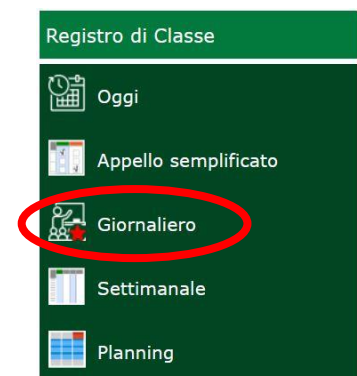 Registro di Classe
Oggi
Appello semplificato
Giornaliero
Settimanale
Planning